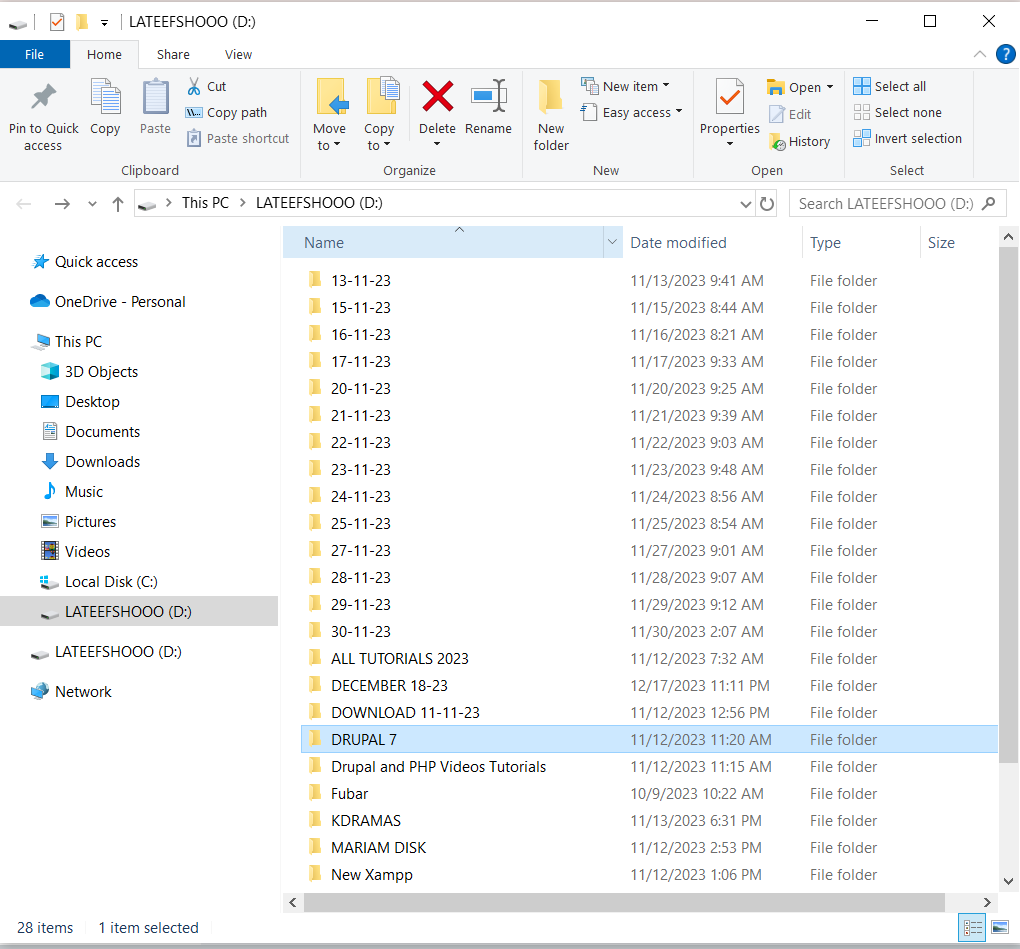 LATEEFSHOOO (D:)
File Home Share View
Pin to Quick access
Copy
Paste
Cut
Copy path
Paste shortcut
Clipboard
Move to
Copy to
Delete
Rename
Organize
New folder
New item
Easy access
New
Properties
Open
Edit
History
Open
Select all
Select none
Invert selection
Select
This PC > LATEEFSHOOO (D:)
Search LATEEFSHOOO (D:)
Quick access
OneDrive - Personal
This PC
3D Objects
Desktop
Documents
Downloads
Music
Pictures
Videos
Local Disk (C:)
LATEEFSHOOO (D:)
LATEEFSHOOO (D:)
Network
Name Date modified Type Size
13-11-23 11/13/2023 9:41 AM File folder
15-11-23 11/15/2023 8:44 AM File folder
16-11-23 11/16/2023 8:21 AM File folder
17-11-23 11/17/2023 9:33 AM File folder
20-11-23 11/20/2023 9:25 AM File folder
21-11-23 11/21/2023 9:39 AM File folder
22-11-23 11/22/2023 9:03 AM File folder
23-11-23 11/23/2023 9:48 AM File folder
24-11-23 11/24/2023 8:56 AM File folder
25-11-23 11/25/2023 8:54 AM File folder
27-11-23 11/27/2023 9:01 AM File folder
28-11-23 11/28/2023 9:07 AM File folder
29-11-23 11/29/2023 9:12 AM File folder
30-11-23 11/30/2023 2:07 AM File folder
ALL TUTORIALS 2023 11/12/2023 7:32 AM File folder
DECEMBER 18-23 12/17/2023 11:11 PM File folder
DOWNLOAD 11-11-23 11/12/2023 12:56 PM File folder
DRUPAL 7 11/12/2023 11:20 AM File folder
Drupal and PHP Videos Tutorials 11/12/2023 11:15 AM File folder
Fubar 10/9/2023 10:22 AM File folder
KDRAMAS 11/13/2023 6:31 PM File folder
MARIAM DISK 11/12/2023 2:53 PM File folder
New Xampp 11/12/2023 1:06 PM File folder
28 items 1 item selected